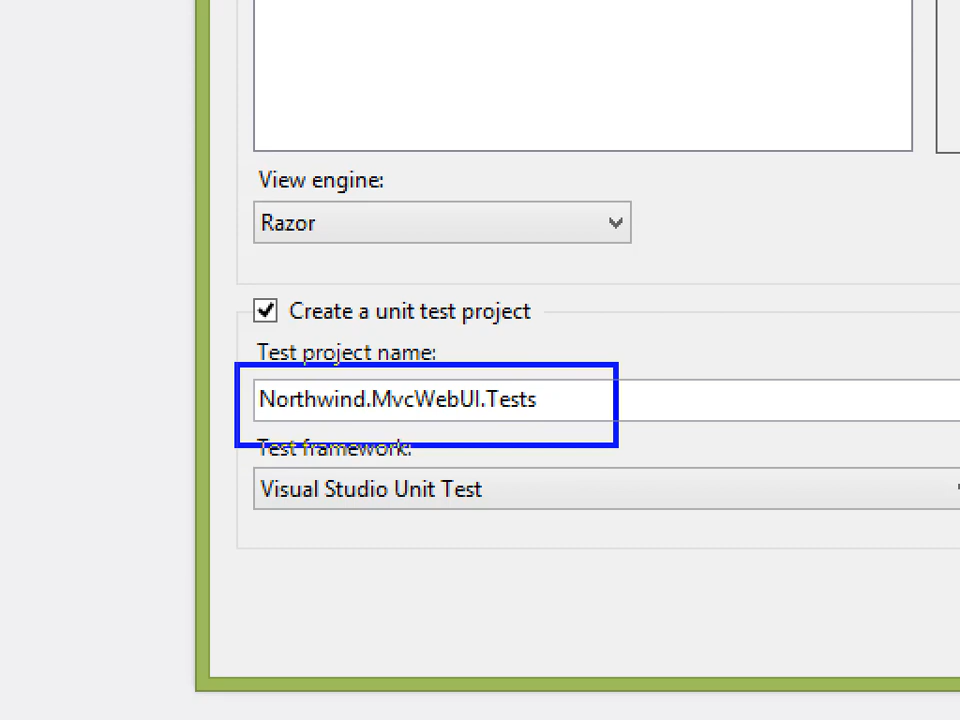 View engine:
Razor
Create a unit test project
Test project name:
Northwind.MvcWebUI.Tests
Test framework:
Visual Studio Unit Test